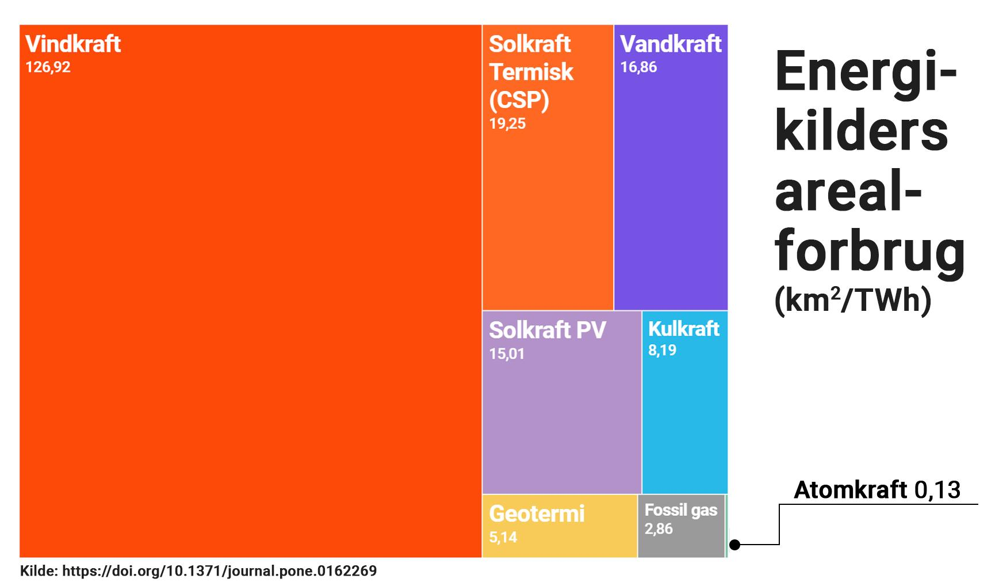 Vindkraft
126,92
Solkraft
Termisk
(CSP)
19,25
Vandkraft
16,86
Solkraft PV
15,01
Kulkraft
8,19
Geotermi
5,14
Fossil gas
2,86
Energi-
kilders
areal-
forbrug
(km²/TWh)
Atomkraft 0,13
Kilde: https://doi.org/10.1371/journal.pone.0162269